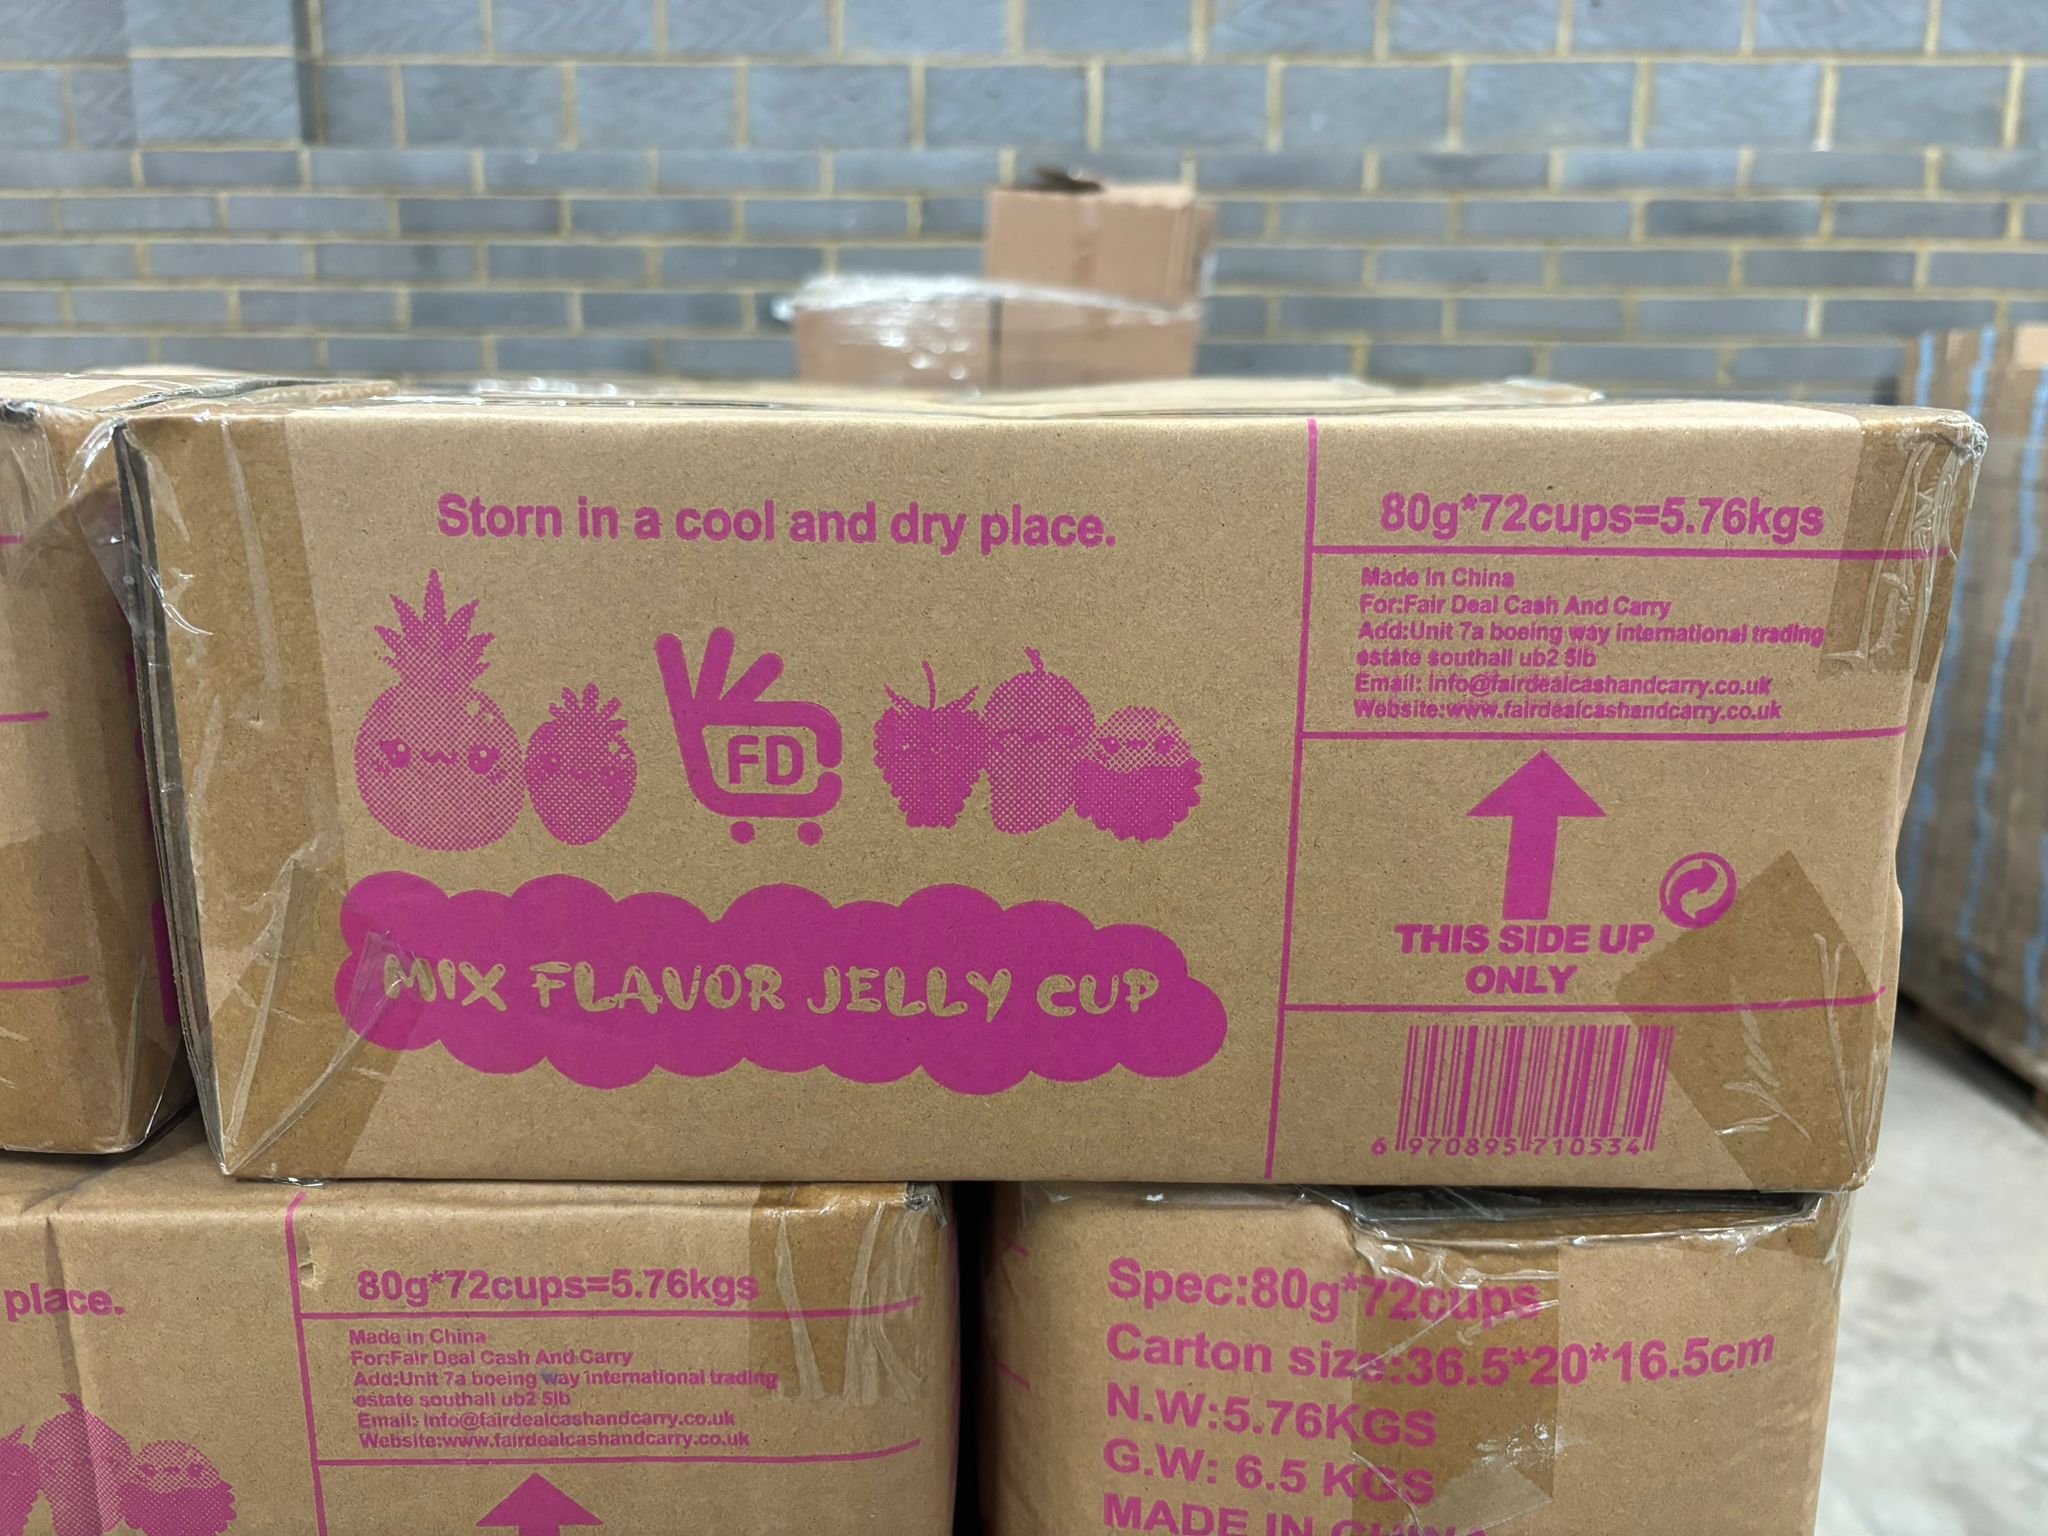 Storn in a cool and dry place.
FD
MIX FLAVOR JELLY CUP
80g*72cups=5.76kgs
Made in China
For:Fair Deal Cash And Carry
Add:Unit 7a boeing way international trading
estate southall ub2 5lb
Email: info@fairdealcashandcarry.co.uk
Website:www.fairdealcashandcarry.co.uk
THIS SIDE UP
ONLY
6 970895 710534
place.
80g*72cups=5.76kgs
Made in China
For:Fair Deal Cash And Carry
Add:Unit 7a boeing way international trading
estate southall ub2 5lb
Email: info@fairdealcashandcarry.co.uk
Website:www.fairdealcashandcarry.co.uk
Spec:80g*72cups
Carton size:36.5*20*16.5cm
N.W:5.76KGS
G.W: 6.5 KGS
MADE IN CHINA